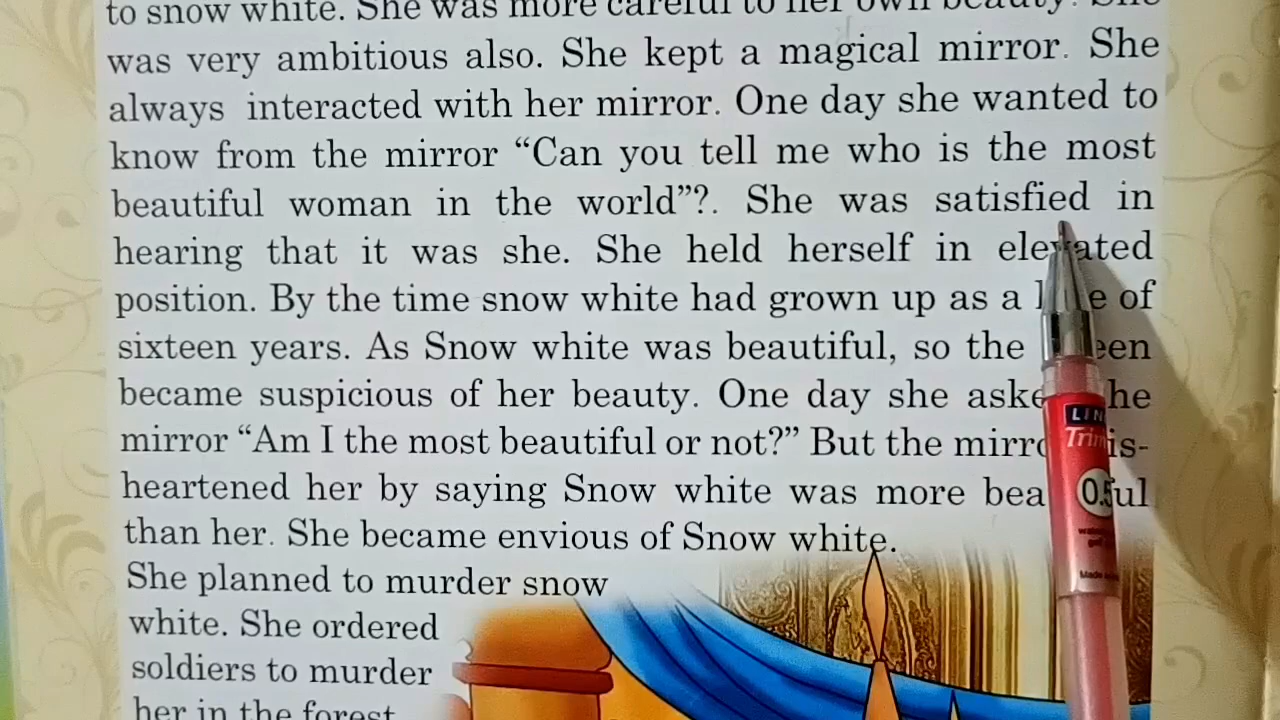 to snow white. She was more careful to her own beauty. She
was very ambitious also. She kept a magical mirror. She
always interacted with her mirror. One day she wanted to
know from the mirror “Can you tell me who is the most
beautiful woman in the world”?. She was satisfied in
hearing that it was she. She held herself in elevated
position. By the time snow white had grown up as a of
sixteen years. As Snow white was beautiful, so the
became suspicious of her beauty. One day she asked the
mirror “Am I the most beautiful or not?” But the mirror dis-
heartened her by saying Snow white was more beautiful
than her. She became envious of Snow white.
She planned to murder snow
white. She ordered
soldiers to murder
her in the forest
LIN
Trim
0.5